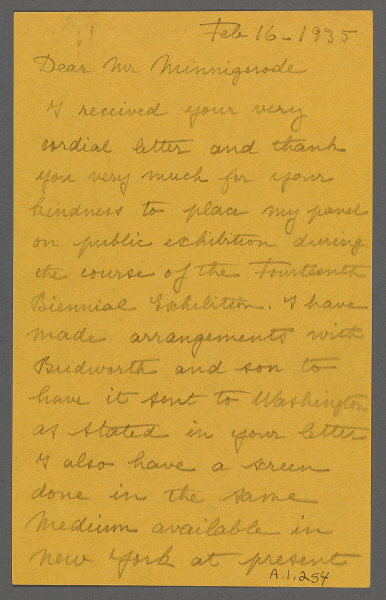 Feb 16 - 1935
Dear Mr Minnigerode
I received your very
cordial letter and thank
you very much for your
kindness to place my panel
on public exhibition during
the course of the Fourteenth
Biennial Exhibition. I have
made arrangements with
Budworth and son to
have it sent to Washington
as stated in your letter
I also have a screen
done in the same
medium available in
New York at present
A.1.254